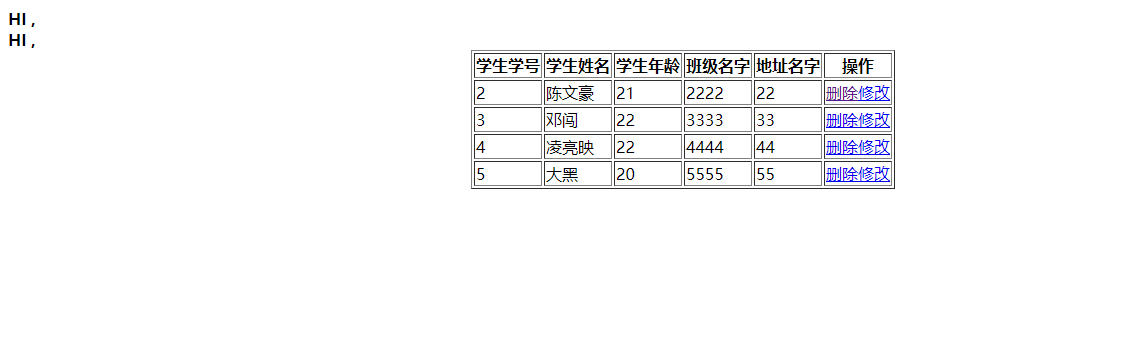 HI ,
HI ,
学生学号 学生姓名 学生年龄 班级名字 地址名字 操作
2 陈文豪 21 2222 22 删除修改
3 邓闯 22 3333 33 删除修改
4 凌亮映 22 4444 44 删除修改
5 大黑 20 5555 55 删除修改